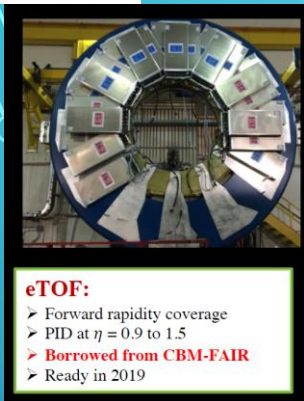 eTOF:
➢ Forward rapidity coverage
➢ PID at η = 0.9 to 1.5
➢ Borrowed from CBM-FAIR
➢ Ready in 2019